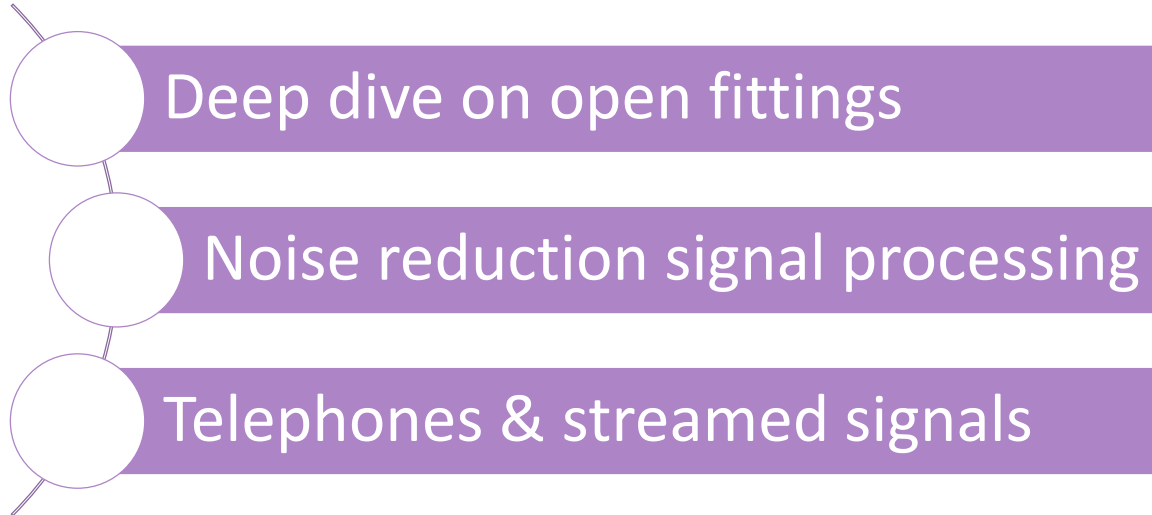 Deep dive on open fittings
Noise reduction signal processing
Telephones & streamed signals